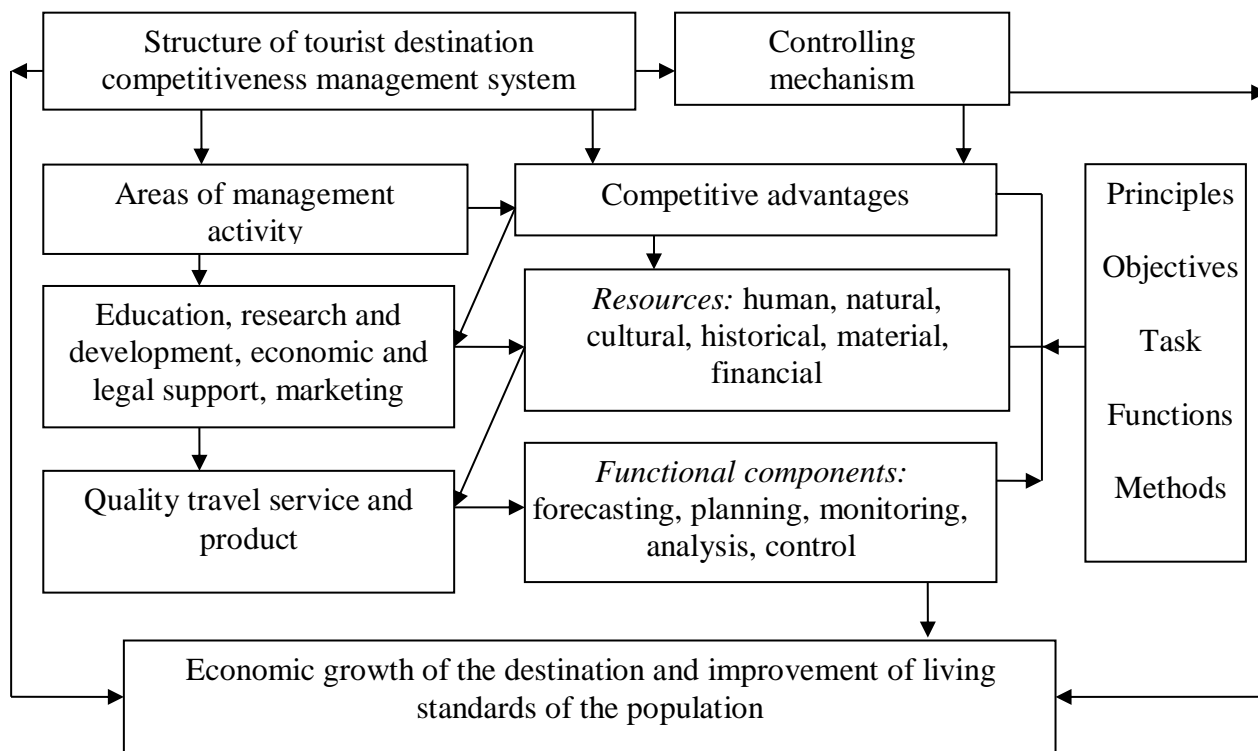 Structure of tourist destination
competitiveness management system
Controlling
mechanism
Areas of management
activity
Competitive advantages
Principles
Objectives
Task
Functions
Methods
Education, research and
development, economic and
legal support, marketing
Resources: human, natural,
cultural, historical, material,
financial
Quality travel service and
product
Functional components:
forecasting, planning, monitoring,
analysis, control
Economic growth of the destination and improvement of living
standards of the population